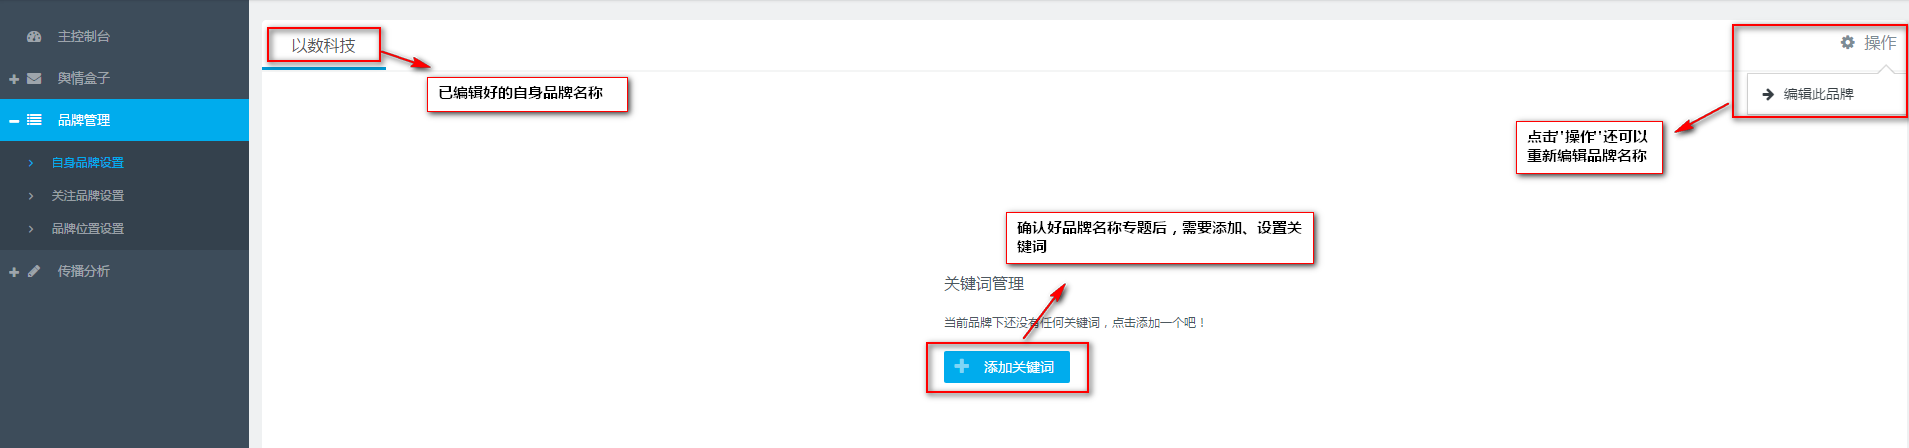 主控制台
舆情盒子
品牌管理
自身品牌设置
关注品牌设置
品牌位置设置
传播分析
以数科技
已编辑好的自身品牌名称
操作
编辑此品牌
点击'操作'还可以
重新编辑品牌名称
确认好品牌名称专题后，需要添加、设置关
键词
关键词管理
当前品牌下还没有任何关键词，点击添加一个吧！
添加关键词